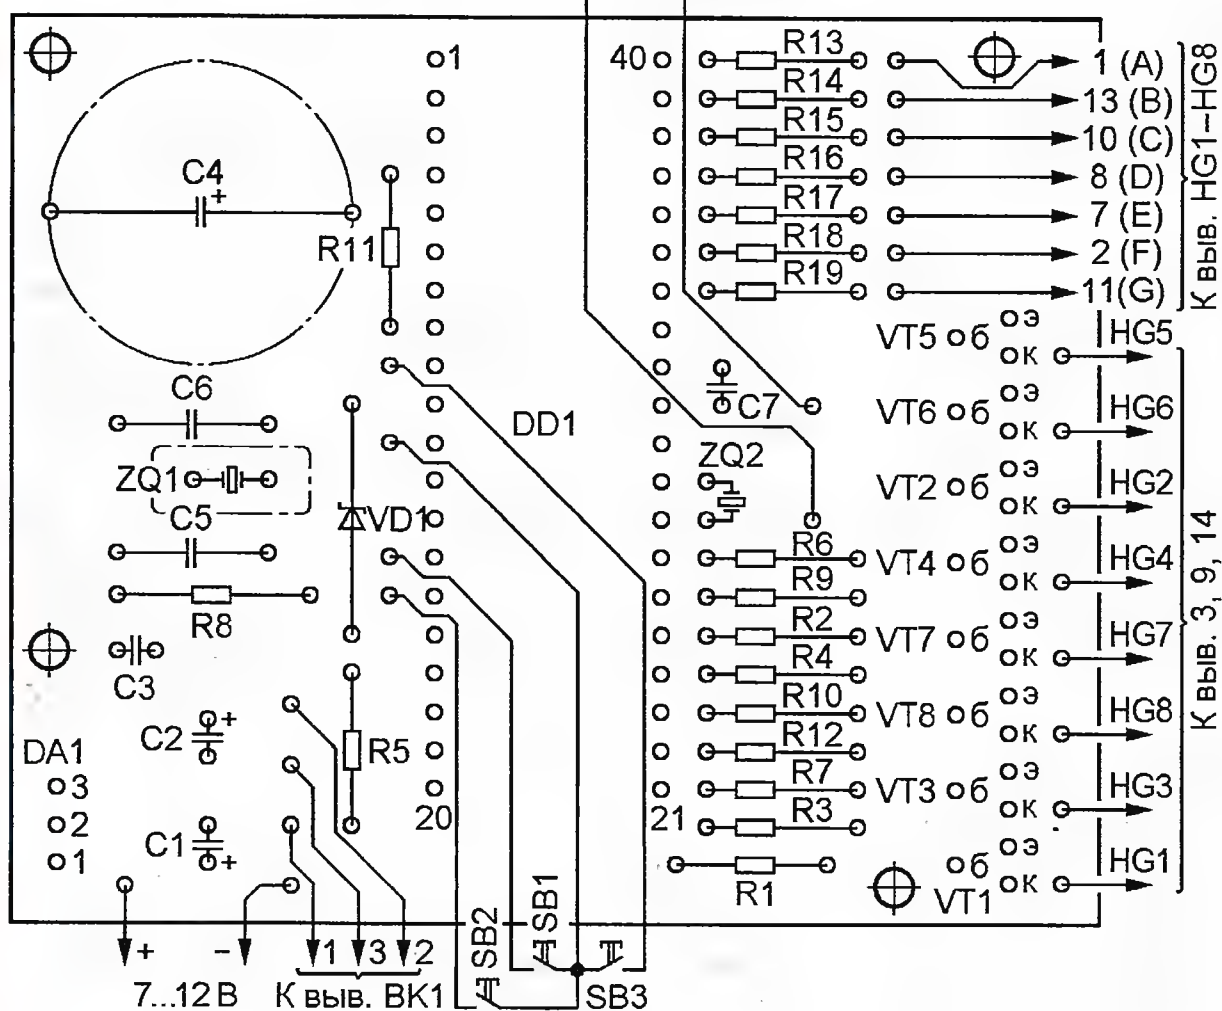 1 40 R13 1 (А)
R14 13 (В)
R15 10 (С)
C4 + R16 8 (D)
R17 7 (Е)
R11 R18 2 (F)
R19 11(G)
К выв. HG1–HG8
VT5 б э к HG5
C6 DD1 C7 VT6 б э к HG6
ZQ1 ZQ2 VT2 б э к HG2
C5 VD1 R6 VT4 б э к HG4
R9
R8 R2 VT7 б э к HG7
C3 R4
C2 + R10 VT8 б э к HG8
DA1 R5 R12
3 20 21 R7 VT3 б э к HG3
2 C1 + R3
1 R1 VT1 б э к HG1
К выв. 3, 9, 14
SB2 SB1
+ – 1 3 2
7...12 В К выв. BK1 SB3